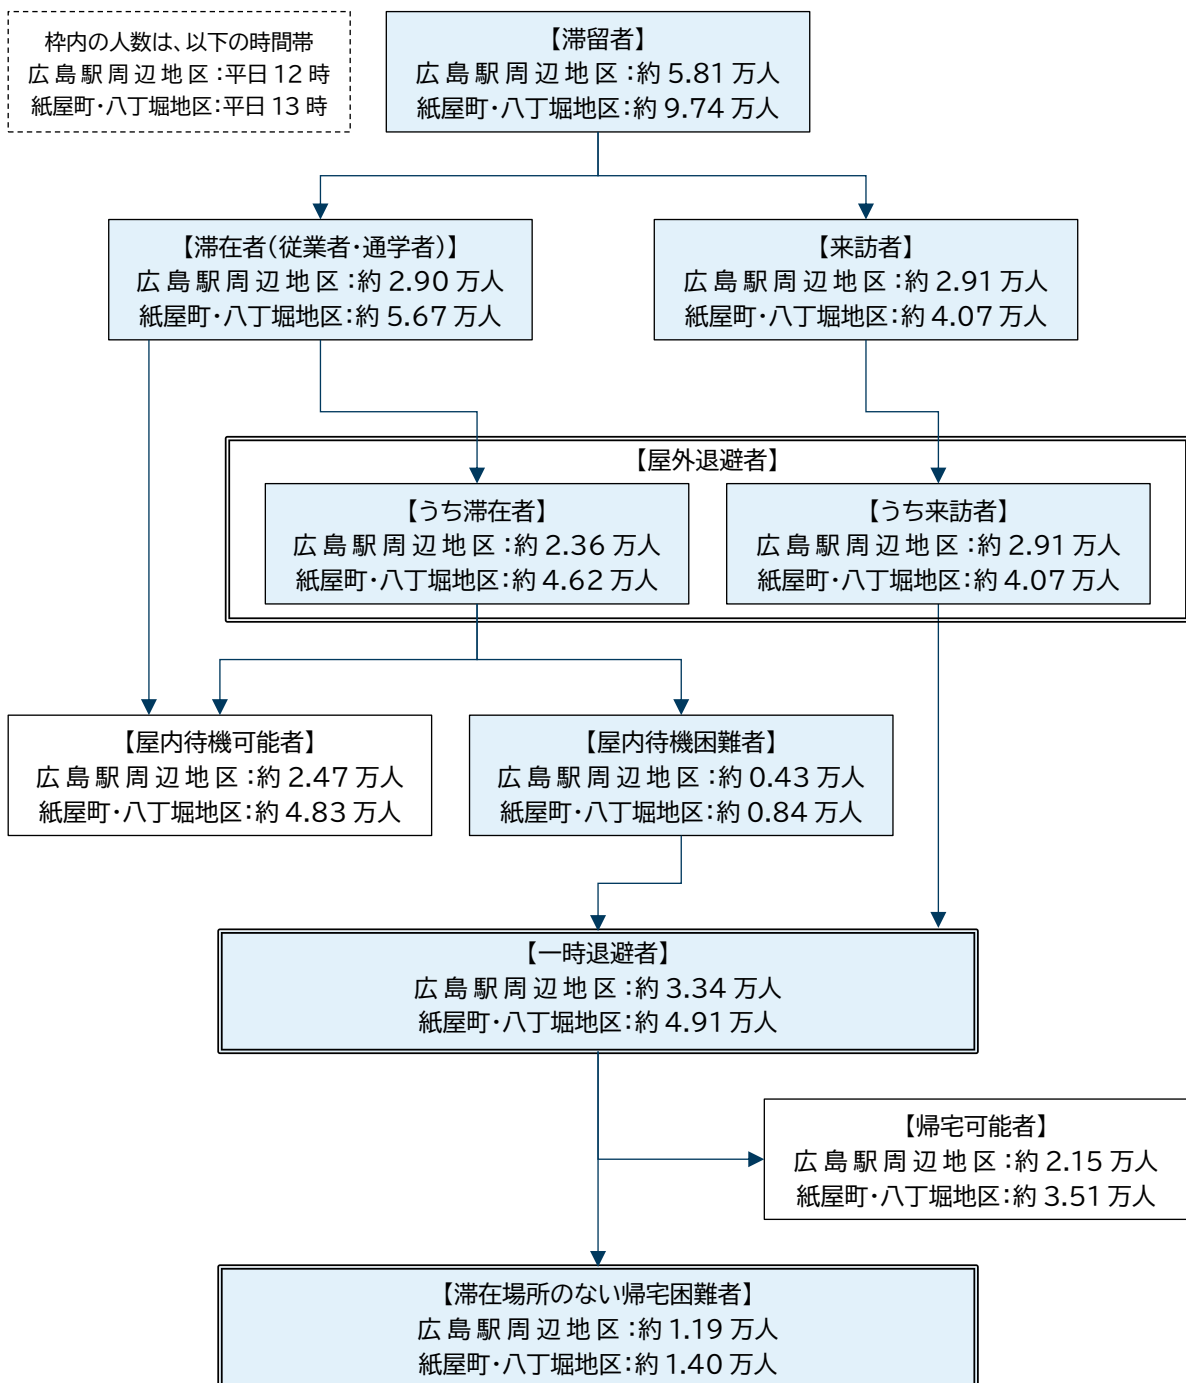 枠内の人数は、以下の時間帯
広島駅周辺地区：平日12時
紙屋町・八丁堀地区：平日13時
【滞留者】
広島駅周辺地区：約5.81万人
紙屋町・八丁堀地区：約9.74万人
【滞在者（従業者・通学者）】
広島駅周辺地区：約2.90万人
紙屋町・八丁堀地区：約5.67万人
【来訪者】
広島駅周辺地区：約2.91万人
紙屋町・八丁堀地区：約4.07万人
【屋外退避者】
【うち滞在者】
広島駅周辺地区：約2.36万人
紙屋町・八丁堀地区：約4.62万人
【うち来訪者】
広島駅周辺地区：約2.91万人
紙屋町・八丁堀地区：約4.07万人
【屋内待機可能者】
広島駅周辺地区：約2.47万人
紙屋町・八丁堀地区：約4.83万人
【屋内待機困難者】
広島駅周辺地区：約0.43万人
紙屋町・八丁堀地区：約0.84万人
【一時退避者】
広島駅周辺地区：約3.34万人
紙屋町・八丁堀地区：約4.91万人
【帰宅可能者】
広島駅周辺地区：約2.15万人
紙屋町・八丁堀地区：約3.51万人
【滞在場所のない帰宅困難者】
広島駅周辺地区：約1.19万人
紙屋町・八丁堀地区：約1.40万人